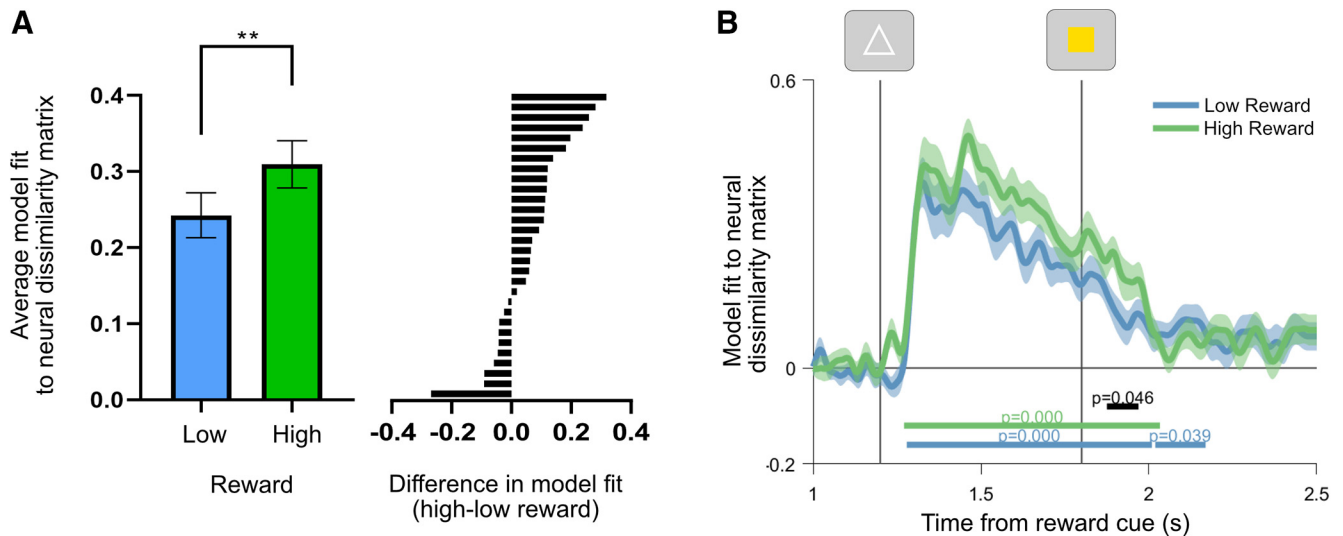 A
**
Average model fit
to neural dissimilarity matrix
0.4
0.3
0.2
0.1
0.0
Low
High
Reward
-0.4
-0.2
0.0
0.2
0.4
Difference in model fit
(high-low reward)
B
Low Reward
High Reward
Model fit to neural
dissimilarity matrix
0.6
0
-0.2
p=0.046
p=0.000
p=0.000
p=0.039
1
1.5
2
2.5
Time from reward cue (s)